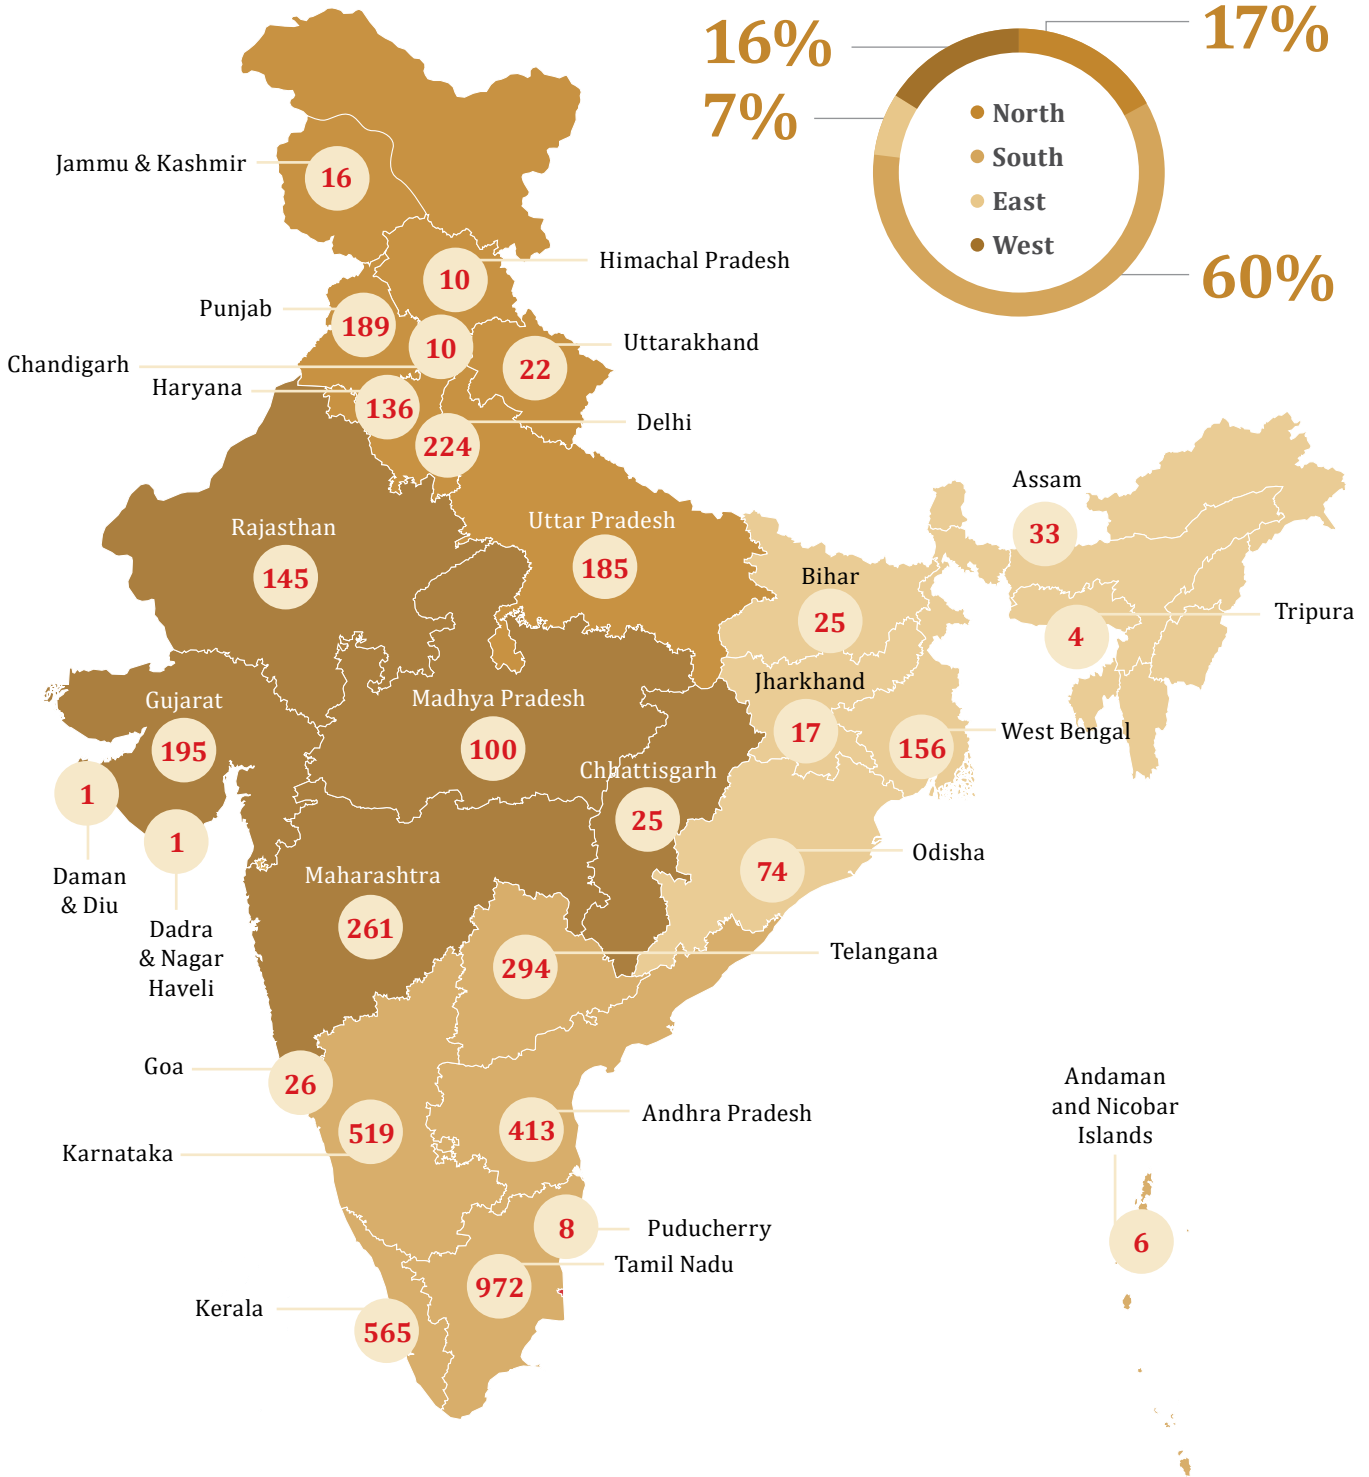 16%
17%
7%
North
South
East
West
60%
Jammu & Kashmir
16
Himachal Pradesh
10
Punjab
189
Chandigarh
10
Uttarakhand
22
Haryana
136
Delhi
224
Rajasthan
145
Uttar Pradesh
185
Assam
33
Bihar
25
Tripura
4
Gujarat
195
Madhya Pradesh
100
Jharkhand
17
West Bengal
156
Chhattisgarh
25
1
Daman
& Diu
1
Dadra
& Nagar
Haveli
Maharashtra
261
Odisha
74
Telangana
294
Goa
26
Karnataka
519
Andhra Pradesh
413
Andaman
and Nicobar
Islands
6
Puducherry
8
Tamil Nadu
972
Kerala
565